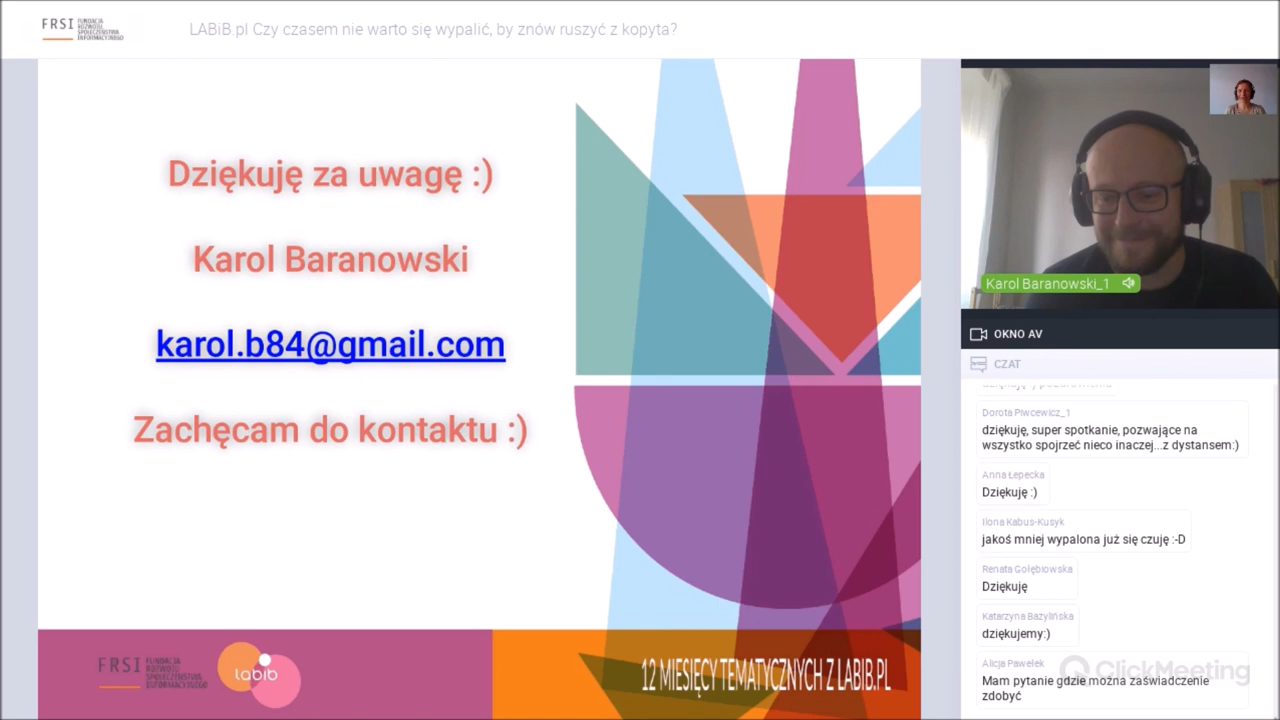 FRSI FUNDACJA
ROZWOJU
SPOŁECZEŃSTWA
INFORMACYJNEGO
LABiB.pl Czy czasem nie warto się wypalić, by znów ruszyć z kopyta?
Dziękuję za uwagę :)
Karol Baranowski
karol.b84@gmail.com
Zachęcam do kontaktu :)
FRSI FUNDACJA
ROZWOJU
SPOŁECZEŃSTWA
INFORMACYJNEGO
labib
12 MIESIĘCY TEMATYCZNYCH Z LABIB.PL
Karol Baranowski_1
OKNO AV
CZAT
Dorota Piwcewicz_1
dziękuję, super spotkanie, pozwające na
wszystko spojrzeć nieco inaczej...z dystansem:)
Anna Łepecka
Dziękuję :)
Ilona Kabus-Kusyk
jakoś mniej wypalona już się czuję :-D
Renata Gołębiowska
Dziękuję
Katarzyna Bazylińska
dziękujemy:)
Alicja Pawełek
Mam pytanie gdzie można zaświadczenie
zdobyć
ClickMeeting